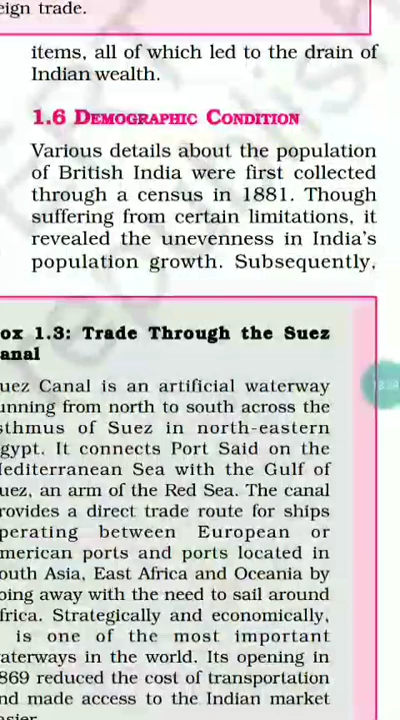 eign trade.
items, all of which led to the drain of
Indian wealth.
1.6 DEMOGRAPHIC CONDITION
Various details about the population
of British India were first collected
through a census in 1881. Though
suffering from certain limitations, it
revealed the unevenness in India's
population growth. Subsequently,
ox 1.3: Trade Through the Suez
anal
uez Canal is an artificial waterway
unning from north to south across the
sthmus of Suez in north-eastern
gypt. It connects Port Said on the
editerranean Sea with the Gulf of
uez, an arm of the Red Sea. The canal
rovides a direct trade route for ships
perating between European or
merican ports and ports located in
outh Asia, East Africa and Oceania by
oing away with the need to sail around
frica. Strategically and economically,
is one of the most important
aterways in the world. Its opening in
869 reduced the cost of transportation
nd made access to the Indian market
asier.